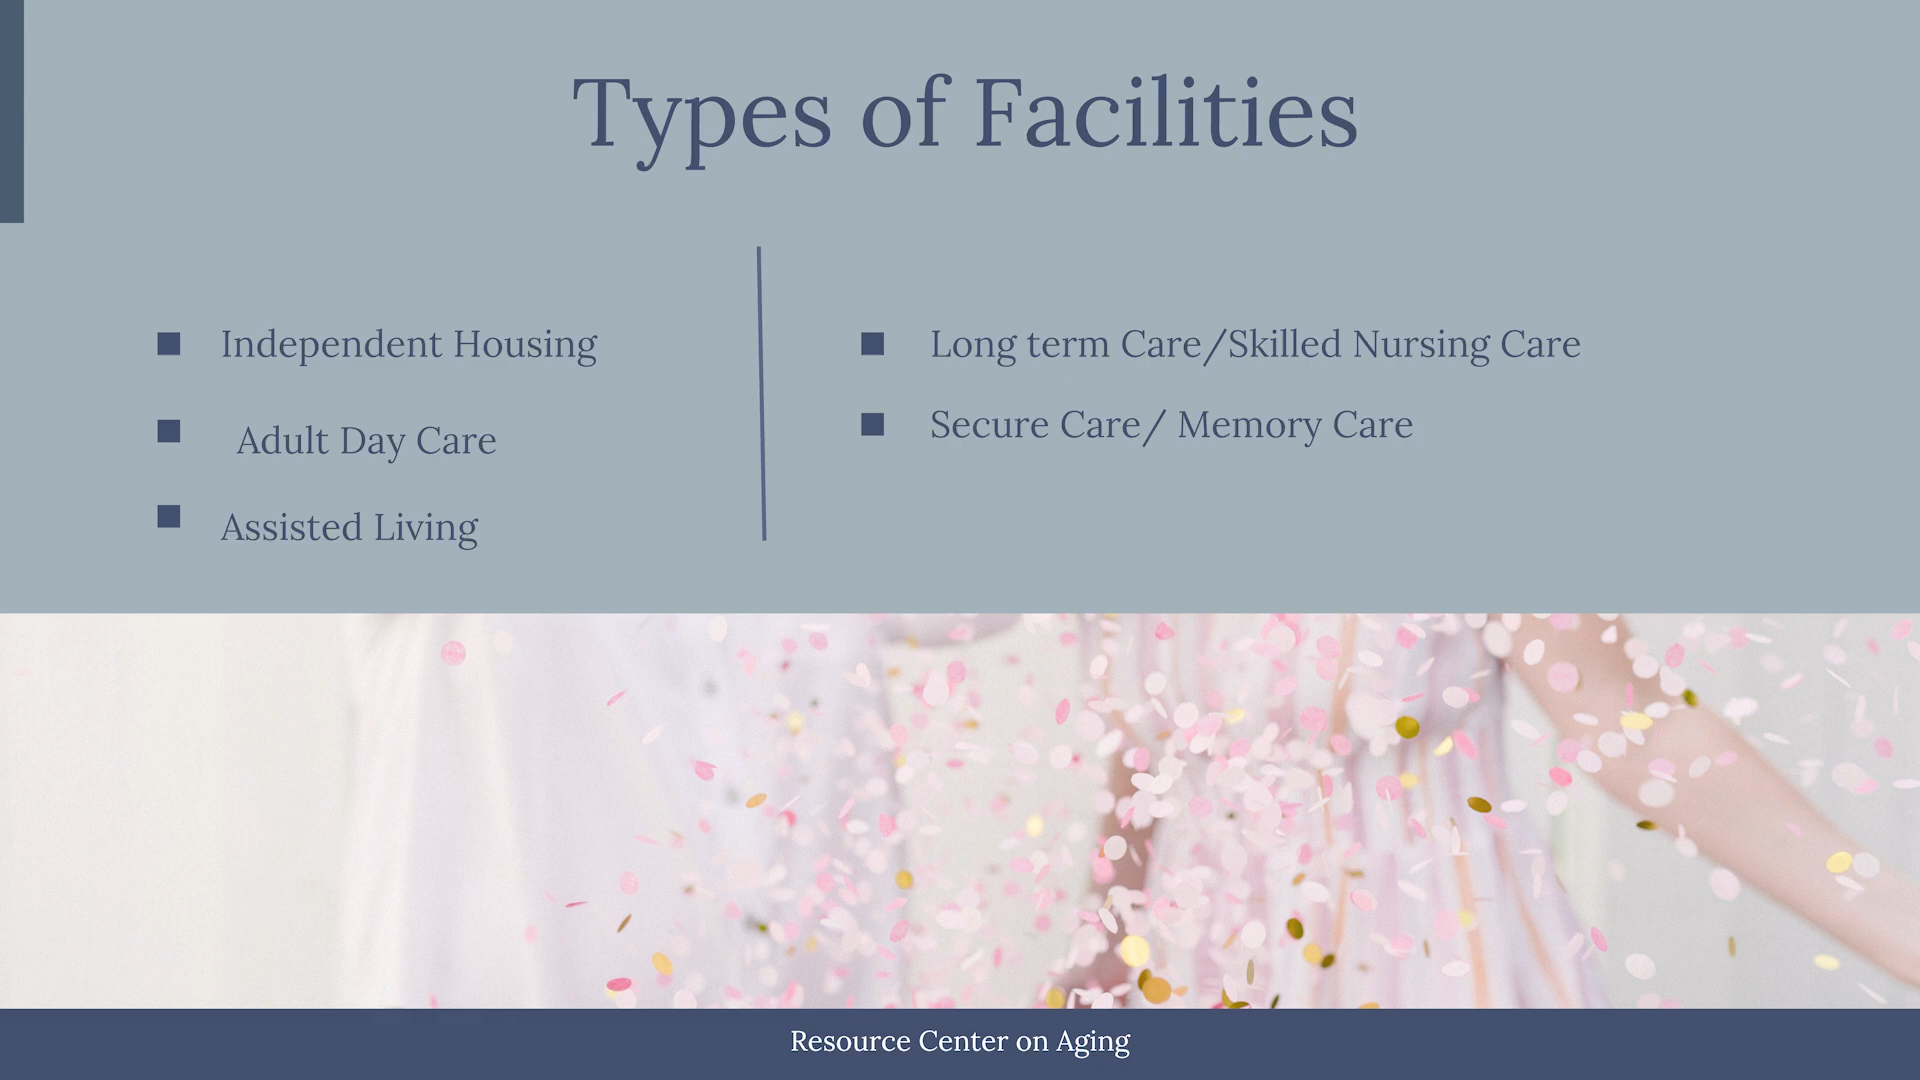 Types of Facilities
Independent Housing
Adult Day Care
Assisted Living
Long term Care/Skilled Nursing Care
Secure Care/ Memory Care
Resource Center on Aging